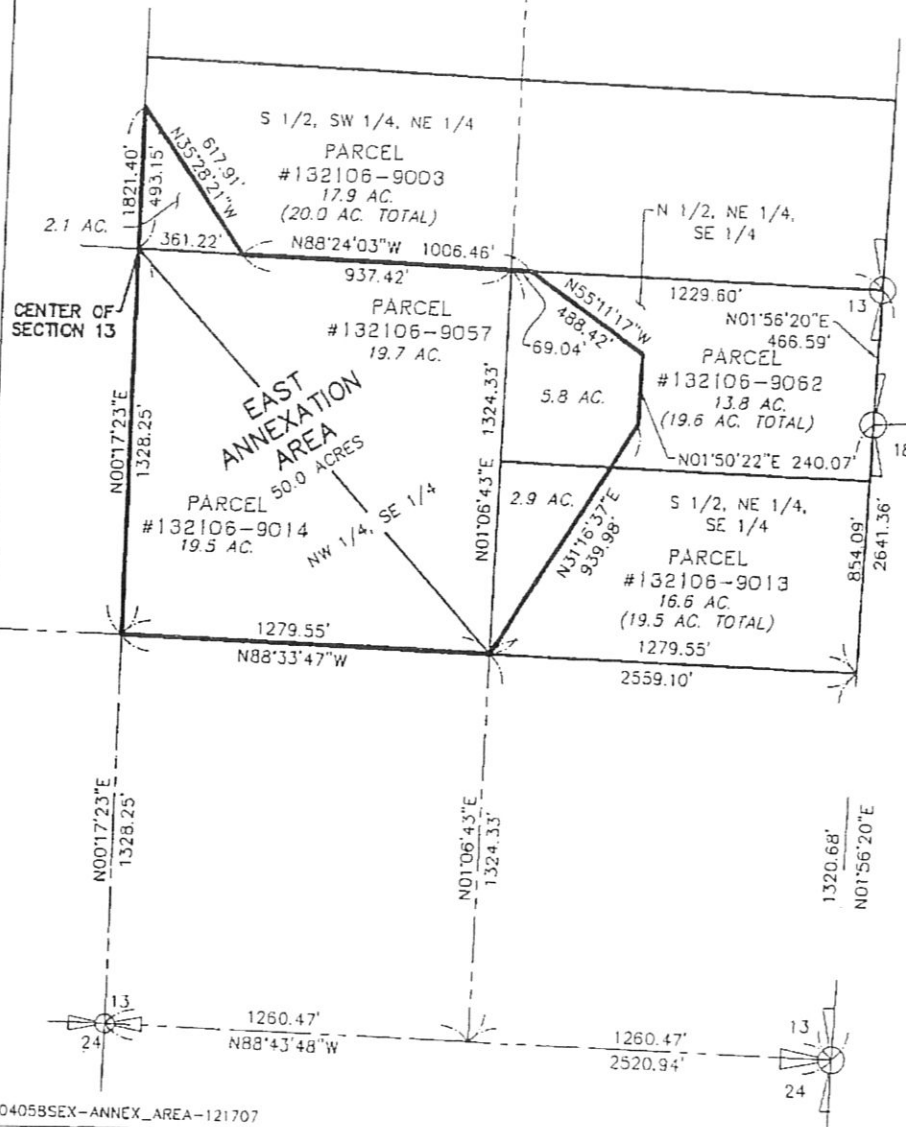 S 1/2, SW 1/4, NE 1/4
PARCEL
#132106-9003
17.9 AC.
(20.0 AC. TOTAL)
617.91'
N35°28'21"W
1821.40'
493.15'
2.1 AC.
361.22'
N88°24'03"W 1006.46'
937.42'
N 1/2, NE 1/4,
SE 1/4
CENTER OF
SECTION 13
PARCEL
#132106-9057
19.7 AC.
N55°11'17"W
488.42'
69.04'
1229.60'
13
N01°56'20"E
466.59'
PARCEL
#132106-9062
13.8 AC.
(19.6 AC. TOTAL)
5.8 AC.
18
N01°50'22"E 240.07'
EAST
ANNEXATION
AREA
50.0 ACRES
N00°17'23"E
1328.25'
1324.33'
N01°06'43"E
PARCEL
#132106-9014
19.5 AC.
NW 1/4, SE 1/4
2.9 AC.
N31°16'37"E
939.98'
S 1/2, NE 1/4,
SE 1/4
PARCEL
#132106-9013
16.6 AC.
(19.5 AC. TOTAL)
854.09'
2641.36'
1279.55'
N88°33'47"W
1279.55'
2559.10'
N00°17'23"E
1328.25'
N01°06'43"E
1324.33'
1320.68'
N01°56'20"E
13
24
1260.47'
N88°43'48"W
1260.47'
2520.94'
13
24
0405BSEX-ANNEX_AREA-121707